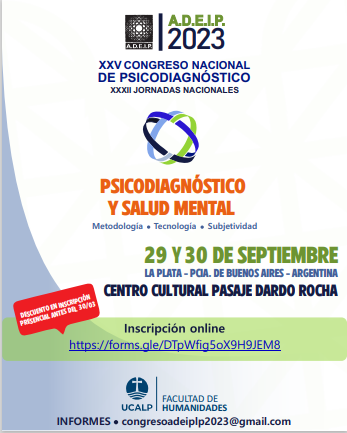 A.D.E.I.P.
A.D.E.I.P.
2023
XXV CONGRESO NACIONAL
DE PSICODIAGNÓSTICO
XXXII JORNADAS NACIONALES
PSICODIAGNÓSTICO
Y SALUD MENTAL
Metodología • Tecnología • Subjetividad
29 Y 30 DE SEPTIEMBRE
LA PLATA - PCIA. DE BUENOS AIRES - ARGENTINA
CENTRO CULTURAL PASAJE DARDO ROCHA
DESCUENTO EN INSCRIPCIÓN
PRESENCIAL ANTES DEL 30/03
Inscripción online
https://forms.gle/DTpWfig5oX9H9JEM8
UCALP
FACULTAD DE
HUMANIDADES
INFORMES • congresoadeiplp2023@gmail.com